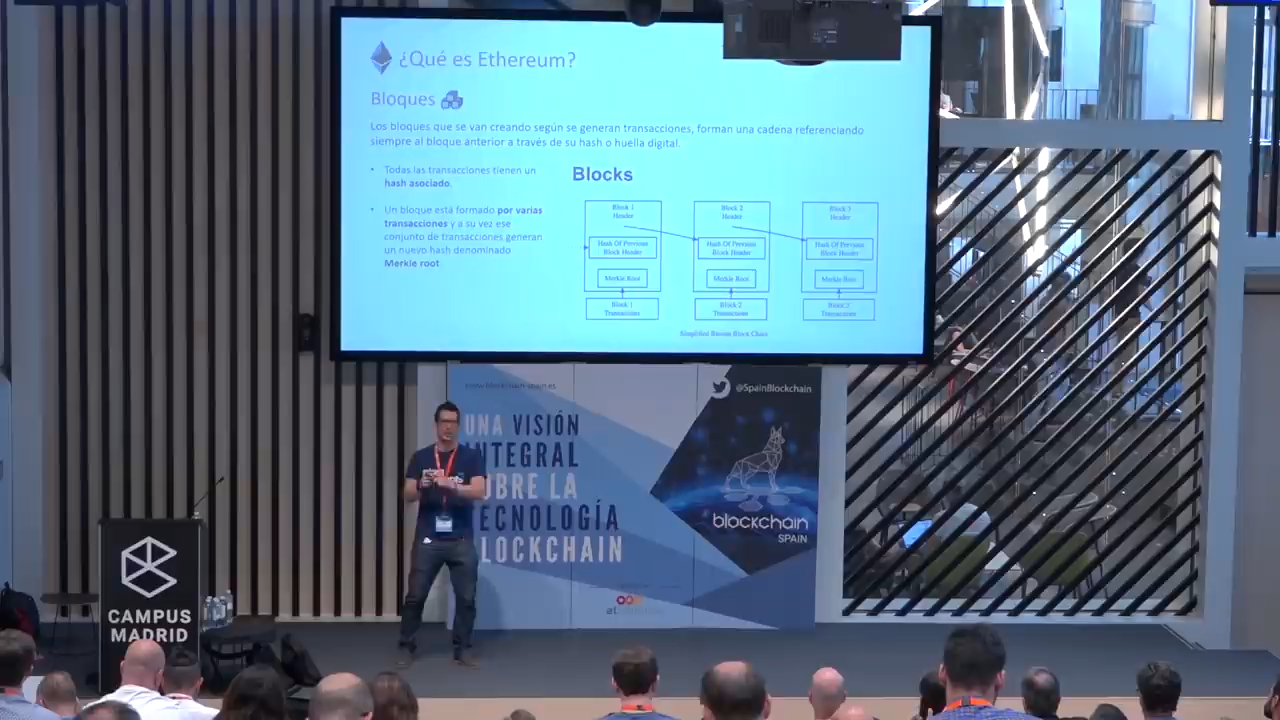 ¿Qué es Ethereum?
Bloques
Los bloques que se van creando según se generan transacciones, forman una cadena referenciando
siempre al bloque anterior a través de su hash o huella digital.
• Todas las transacciones tienen un
hash asociado.
• Un bloque está formado por varias
transacciones y a su vez ese
conjunto de transacciones generan
un nuevo hash denominado
Merkle root
Blocks
Block 1
Header
Hash Of Previous
Block Header
Merkle Root
Block 1
Transactions
Block 2
Header
Hash Of Previous
Block Header
Merkle Root
Block 2
Transactions
Block 3
Header
Hash Of Previous
Block Header
Merkle Root
Block 3
Transactions
Simplified Bitcoin Block Chain
www.blockchainspain.es
@SpainBlockchain
UNA VISIÓN
INTEGRAL
SOBRE LA
TECNOLOGÍA
BLOCKCHAIN
blockchain
SPAIN
CAMPUS
MADRID